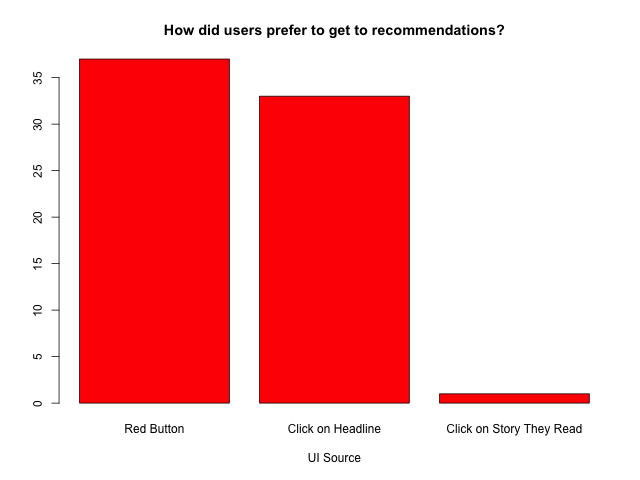 How did users prefer to get to recommendations?
35
30
25
20
15
10
5
0
Red Button
Click on Headline
Click on Story They Read
UI Source